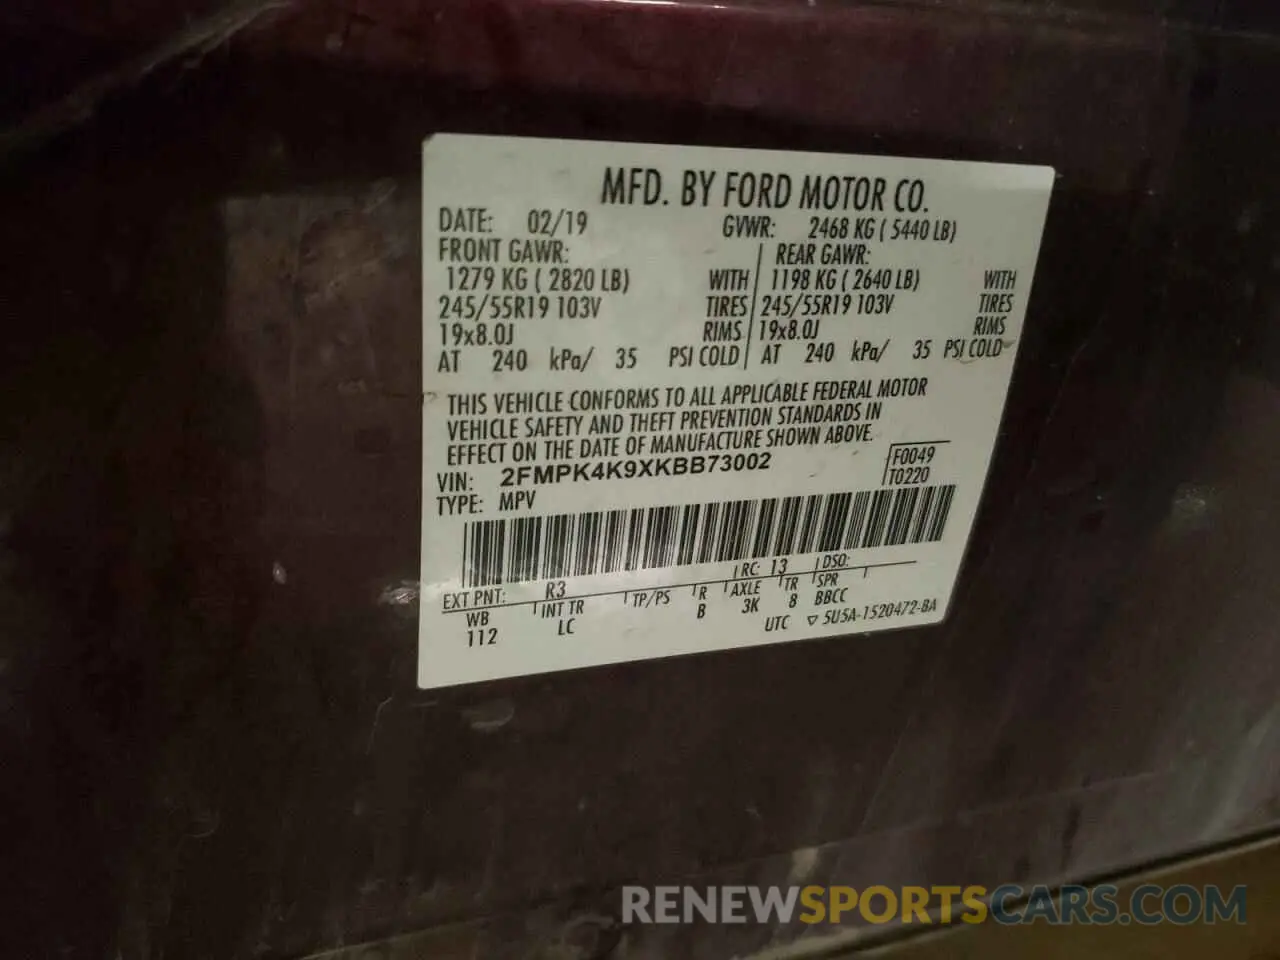 MFD. BY FORD MOTOR CO.
DATE: 02/19 GVWR: 2468 KG ( 5440 LB)
FRONT GAWR: REAR GAWR:
1279 KG ( 2820 LB) WITH 1198 KG ( 2640 LB) WITH
245/55R19 103V TIRES 245/55R19 103V TIRES
19x8.0J RIMS 19x8.0J RIMS
AT 240 kPa/ 35 PSI COLD AT 240 kPa/ 35 PSI COLD
THIS VEHICLE CONFORMS TO ALL APPLICABLE FEDERAL MOTOR
VEHICLE SAFETY AND THEFT PREVENTION STANDARDS IN
EFFECT ON THE DATE OF MANUFACTURE SHOWN ABOVE.
VIN: 2FMPK4K9XKBB73002 F0049
TYPE: MPV T0220
EXT PNT: R3 RC: 13 DSO:
WB INT TR TP/PS R AXLE TR SPR
112 LC B 3K 8 BBCC
UTC ▽ 5U5A-1520472-BA
RENEWSPORTSCARS.COM